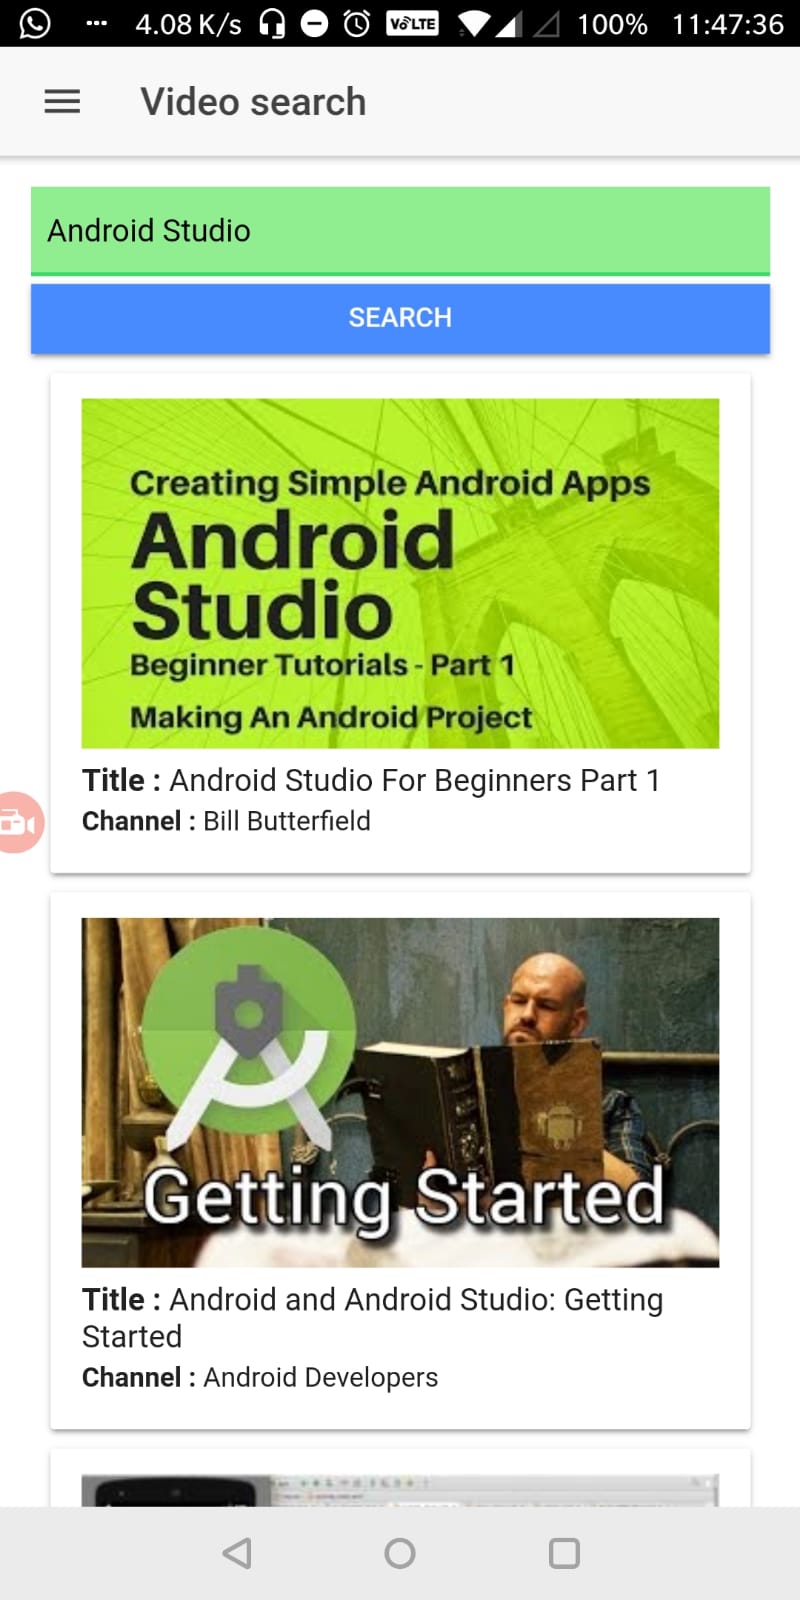 4.08 K/s VoLTE 100% 11:47:36
Video search
Android Studio
SEARCH
Creating Simple Android Apps
Android
Studio
Beginner Tutorials - Part 1
Making An Android Project
Title : Android Studio For Beginners Part 1
Channel : Bill Butterfield
Getting Started
Title : Android and Android Studio: Getting
Started
Channel : Android Developers